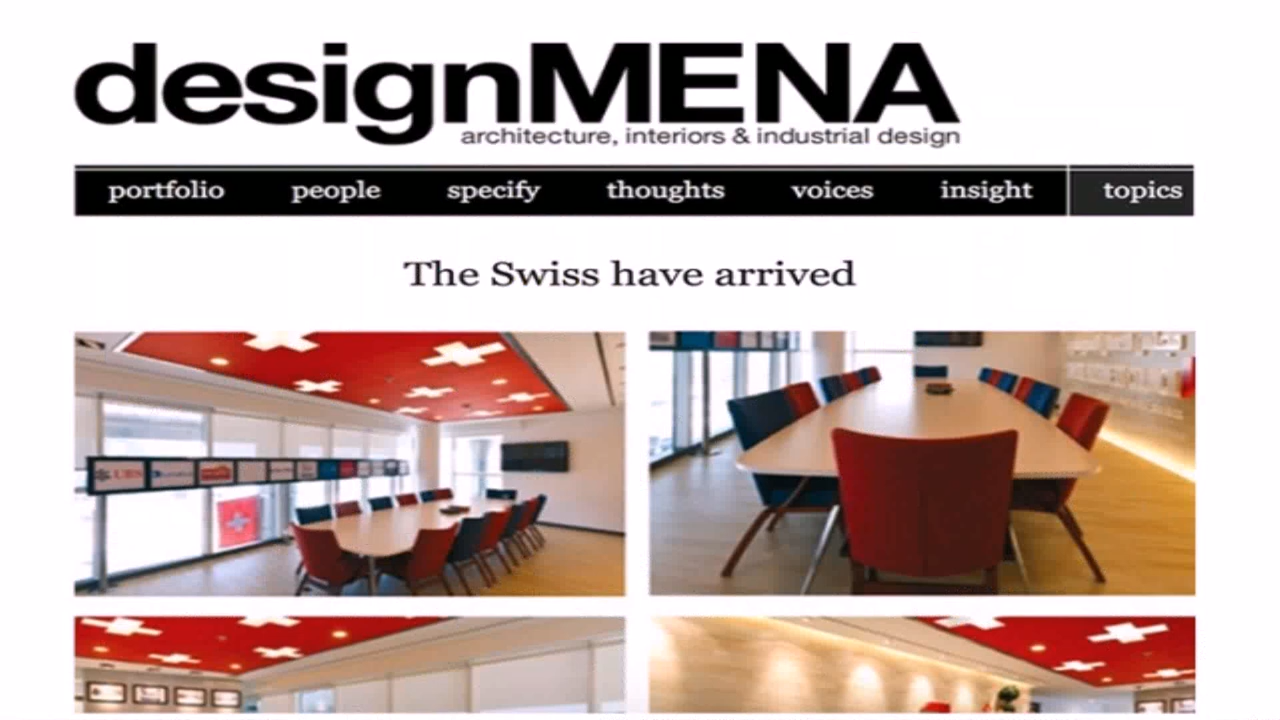 designMENA
architecture, interiors & industrial design
portfolio people specify thoughts voices insight topics
The Swiss have arrived
UBS